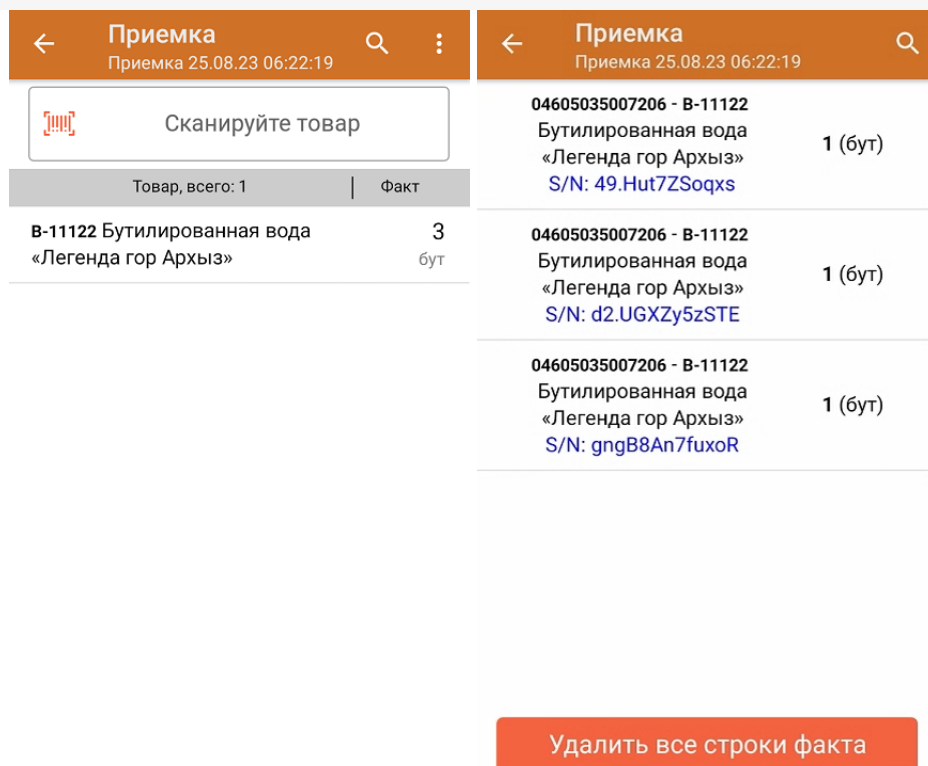 Приемка
Приемка 25.08.23 06:22:19
Сканируйте товар
Товар, всего: 1 | Факт
В-11122 Бутилированная вода
«Легенда гор Архыз»
3
бут
Приемка
Приемка 25.08.23 06:22:19
04605035007206 - В-11122
Бутилированная вода
«Легенда гор Архыз»
S/N: 49.Hut7ZSoqxs
1 (бут)
04605035007206 - В-11122
Бутилированная вода
«Легенда гор Архыз»
S/N: d2.UGXZy5zSTE
1 (бут)
04605035007206 - В-11122
Бутилированная вода
«Легенда гор Архыз»
S/N: gngB8An7fuxoR
1 (бут)
Удалить все строки факта